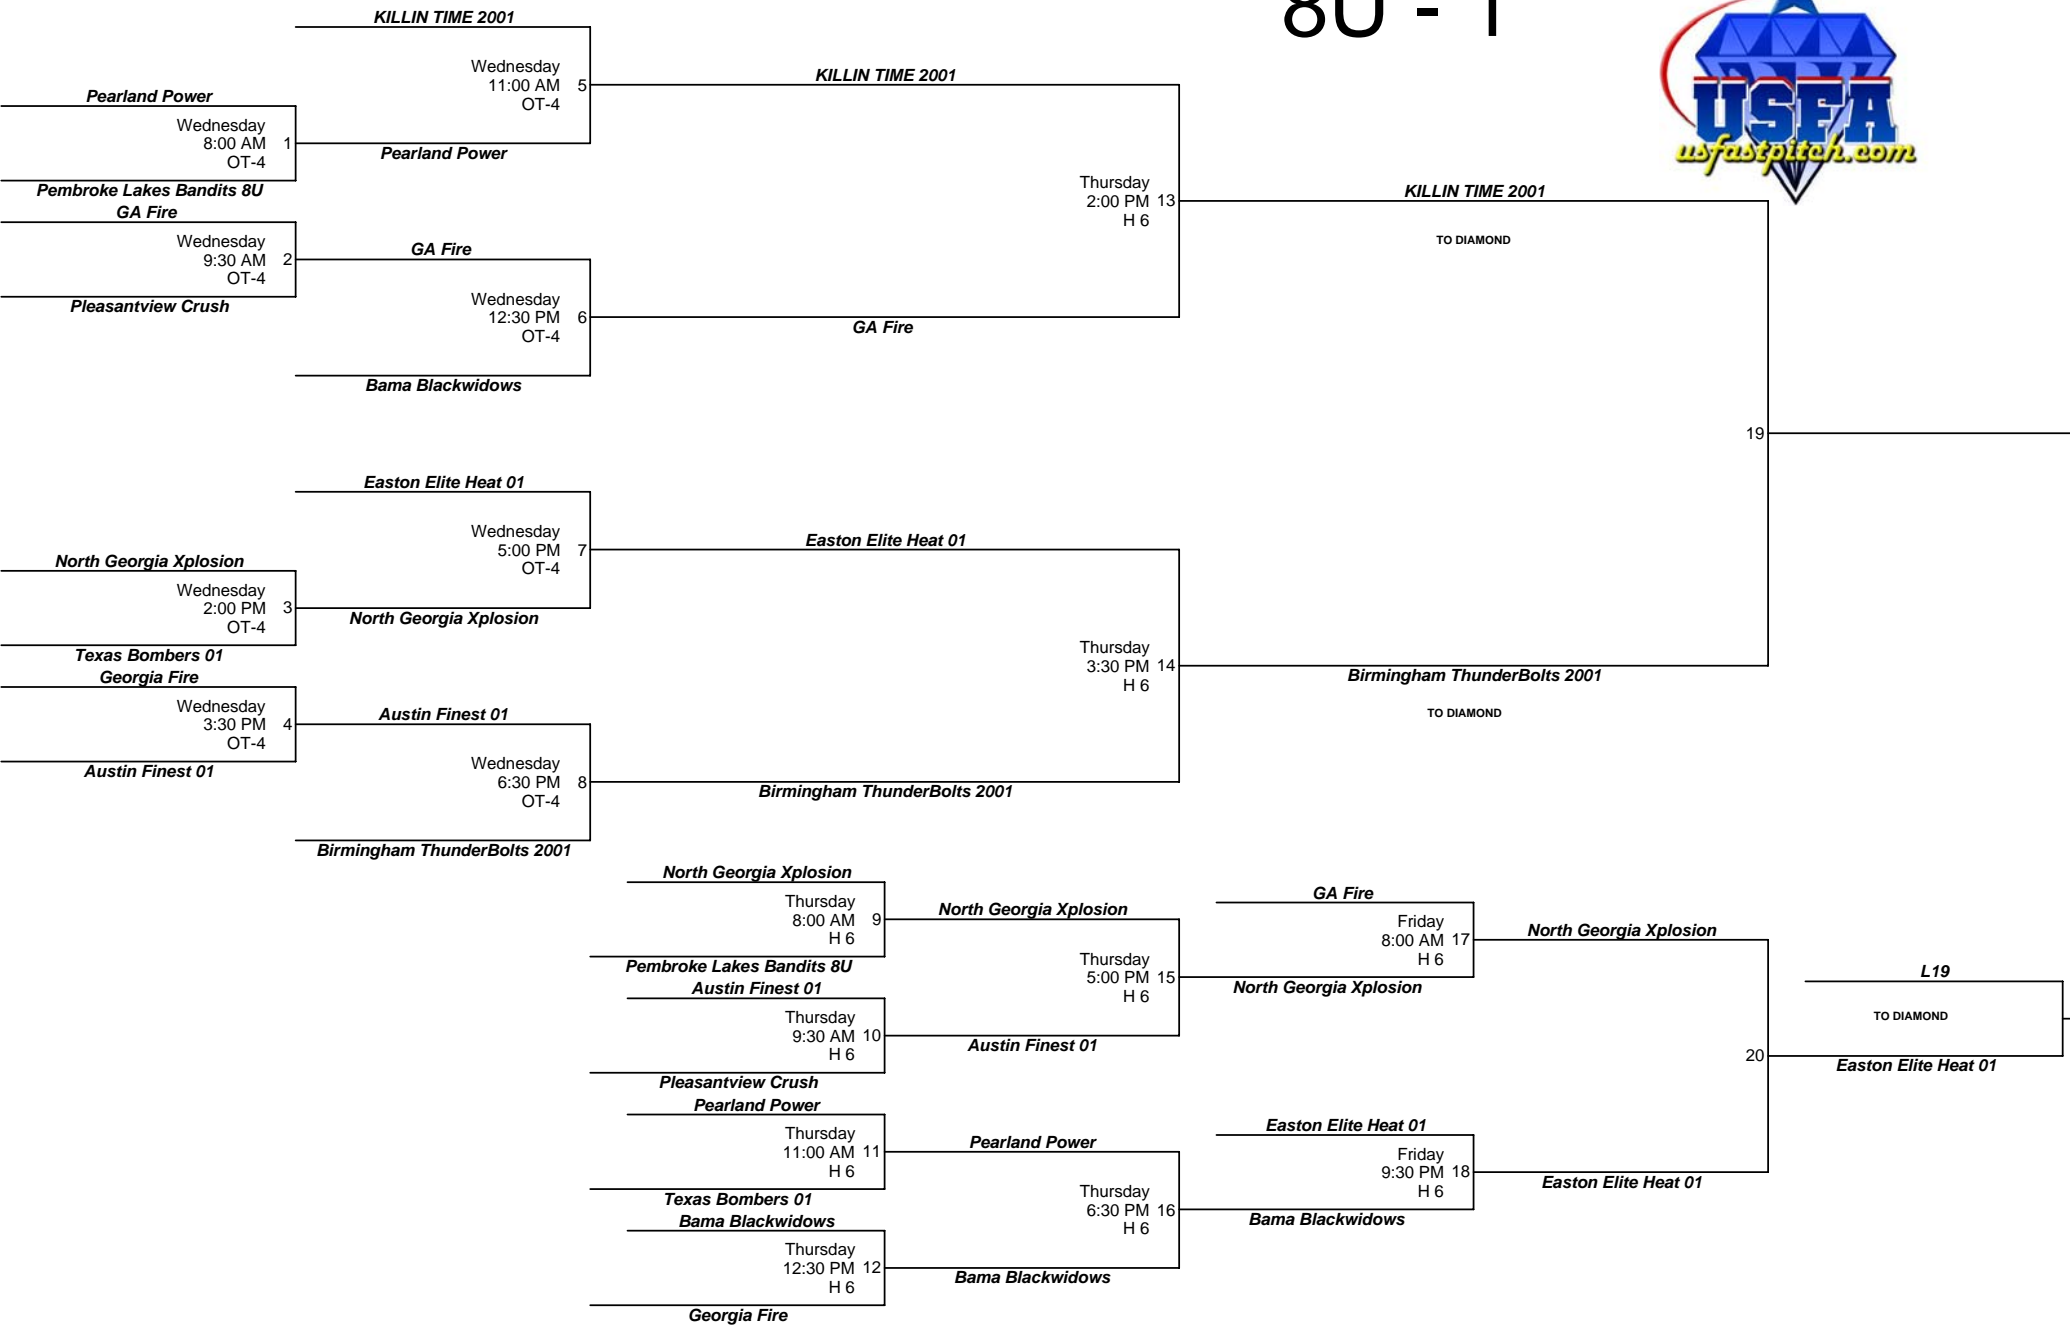 8U - 1
USFA
usfastpitch.com
KILLIN TIME 2001
Wednesday
11:00 AM 5
OT-4
KILLIN TIME 2001
Pearland Power
Wednesday
8:00 AM 1
OT-4
Pearland Power
Pembroke Lakes Bandits 8U
GA Fire
Wednesday
9:30 AM 2
OT-4
GA Fire
Pleasantview Crush
Wednesday
12:30 PM 6
OT-4
GA Fire
Bama Blackwidows
Thursday
2:00 PM 13
H 6
KILLIN TIME 2001
TO DIAMOND
19
Easton Elite Heat 01
Wednesday
5:00 PM 7
OT-4
Easton Elite Heat 01
North Georgia Xplosion
Wednesday
2:00 PM 3
OT-4
North Georgia Xplosion
Texas Bombers 01
Georgia Fire
Wednesday
3:30 PM 4
OT-4
Austin Finest 01
Austin Finest 01
Wednesday
6:30 PM 8
OT-4
Birmingham ThunderBolts 2001
Birmingham ThunderBolts 2001
Thursday
3:30 PM 14
H 6
Birmingham ThunderBolts 2001
TO DIAMOND
North Georgia Xplosion
Thursday
8:00 AM 9
H 6
North Georgia Xplosion
Pembroke Lakes Bandits 8U
Austin Finest 01
Thursday
9:30 AM 10
H 6
Austin Finest 01
Pleasantview Crush
Thursday
5:00 PM 15
H 6
North Georgia Xplosion
GA Fire
Friday
8:00 AM 17
H 6
North Georgia Xplosion
Pearland Power
Thursday
11:00 AM 11
H 6
Pearland Power
Texas Bombers 01
Bama Blackwidows
Thursday
12:30 PM 12
H 6
Bama Blackwidows
Georgia Fire
Thursday
6:30 PM 16
H 6
Bama Blackwidows
Easton Elite Heat 01
Friday
9:30 PM 18
H 6
Easton Elite Heat 01
20
L19
TO DIAMOND
Easton Elite Heat 01